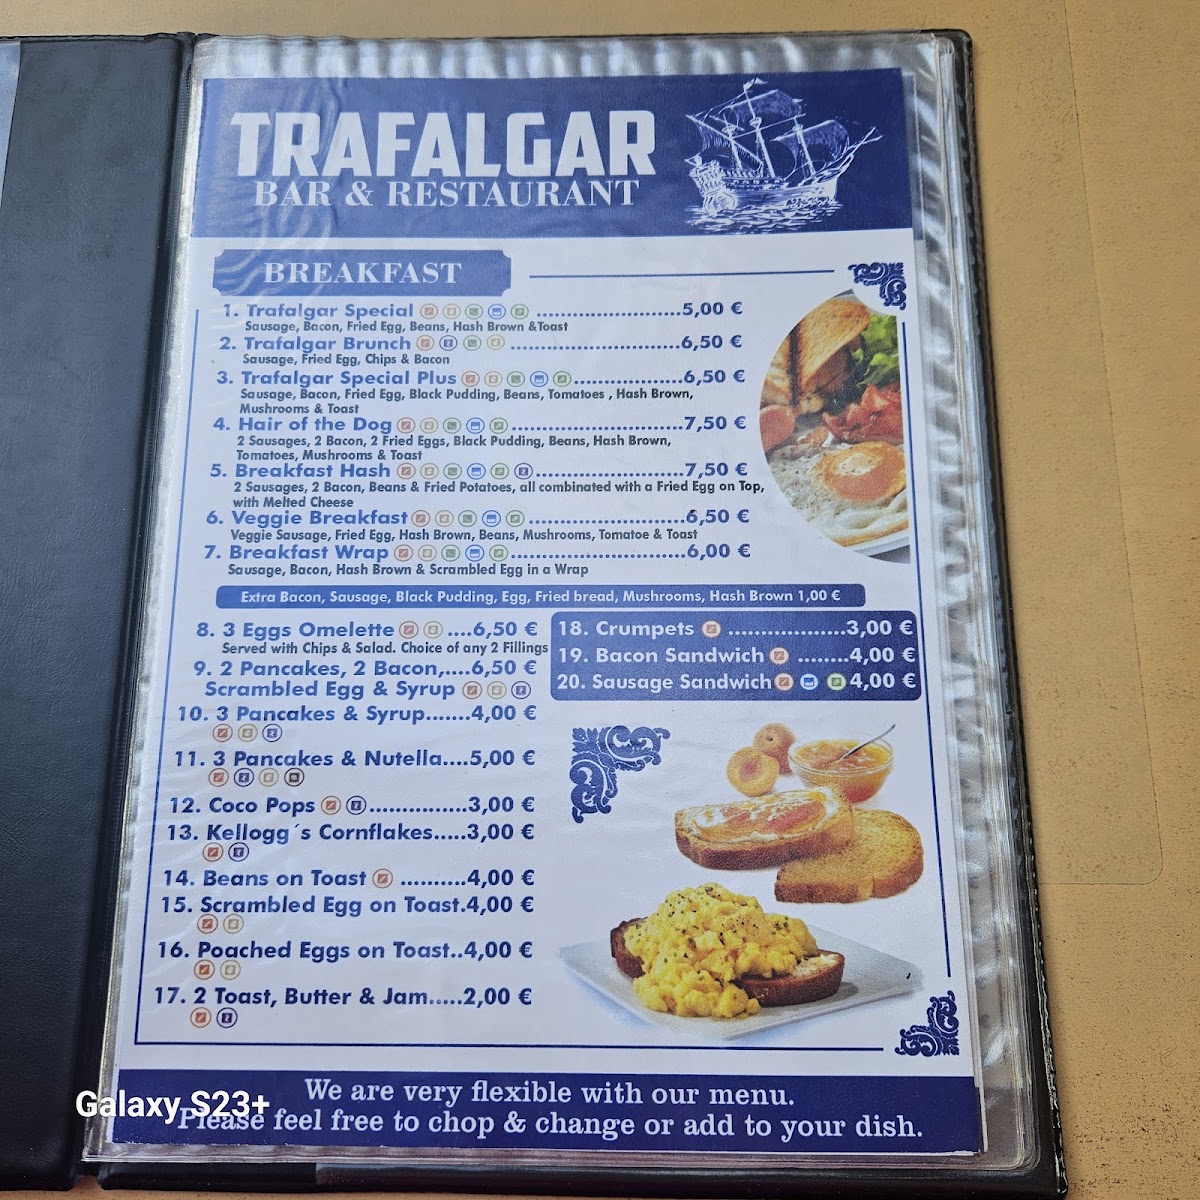 TRAFALGAR
BAR & RESTAURANT
BREAKFAST
1. Trafalgar Special ........................5,00 €
Sausage, Bacon, Fried Egg, Beans, Hash Brown &Toast
2. Trafalgar Brunch ..............................6,50 €
Sausage, Fried Egg, Chips & Bacon
3. Trafalgar Special Plus ...................6,50 €
Sausage, Bacon, Fried Egg, Black Pudding, Beans, Tomatoes , Hash Brown,
Mushrooms & Toast
4. Hair of the Dog .............................7,50 €
2 Sausages, 2 Bacon, 2 Fried Eggs, Black Pudding, Beans, Hash Brown,
Tomatoes, Mushrooms & Toast
5. Breakfast Hash .........................7,50 €
2 Sausages, 2 Bacon, Beans & Fried Potatoes, all combinated with a Fried Egg on Top,
with Melted Cheese
6. Veggie Breakfast ..........................6,50 €
Veggie Sausage, Fried Egg, Hash Brown, Beans, Mushrooms, Tomatoe & Toast
7. Breakfast Wrap .............................6,00 €
Sausage, Bacon, Hash Brown & Scrambled Egg in a Wrap
Extra Bacon, Sausage, Black Pudding, Egg, Fried bread, Mushrooms, Hash Brown 1,00 €
8. 3 Eggs Omelette ....6,50 €
Served with Chips & Salad. Choice of any 2 Fillings
9. 2 Pancakes, 2 Bacon,....6,50 €
Scrambled Egg & Syrup
10. 3 Pancakes & Syrup.......4,00 €
11. 3 Pancakes & Nutella....5,00 €
12. Coco Pops ................3,00 €
13. Kellogg´s Cornflakes.....3,00 €
14. Beans on Toast ..........4,00 €
15. Scrambled Egg on Toast.4,00 €
16. Poached Eggs on Toast..4,00 €
17. 2 Toast, Butter & Jam.....2,00 €
18. Crumpets ....................3,00 €
19. Bacon Sandwich ........4,00 €
20. Sausage Sandwich 4,00 €
We are very flexible with our menu.
Please feel free to chop & change or add to your dish.
Galaxy S23+